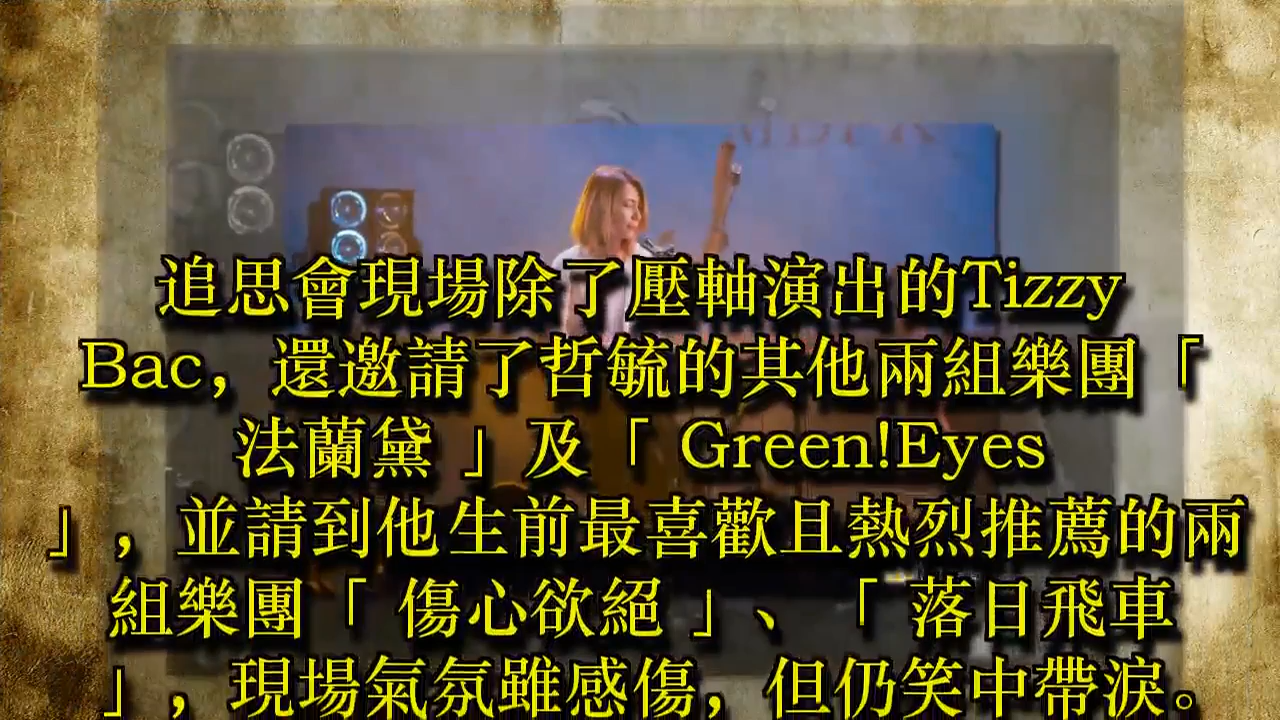 追思會現場除了壓軸演出的Tizzy
Bac，還邀請了哲毓的其他兩組樂團「
法蘭黛 」及「 Green!Eyes
」，並請到他生前最喜歡且熱烈推薦的兩
組樂團「 傷心欲絕 」、「 落日飛車
」，現場氣氛雖感傷，但仍笑中帶淚。